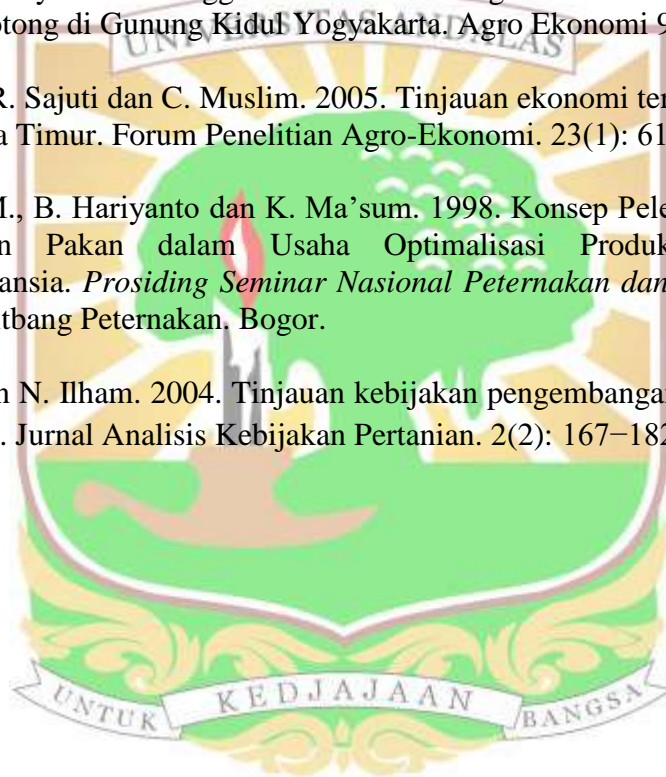 otong di Gunung Kidul Yogyakarta. Agro Ekonomi 9
UNIVERSITAS ANDALAS
R. Sajuti dan C. Muslim. 2005. Tinjauan ekonomi ter
a Timur. Forum Penelitian Agro-Ekonomi. 23(1): 61
M., B. Hariyanto dan K. Ma’sum. 1998. Konsep Pele
n Pakan dalam Usaha Optimalisasi Produk
ansia. Prosiding Seminar Nasional Peternakan dan
itbang Peternakan. Bogor.
n N. Ilham. 2004. Tinjauan kebijakan pengembangan
. Jurnal Analisis Kebijakan Pertanian. 2(2): 167−182
UNTUK KEDJAJAAN BANGSA